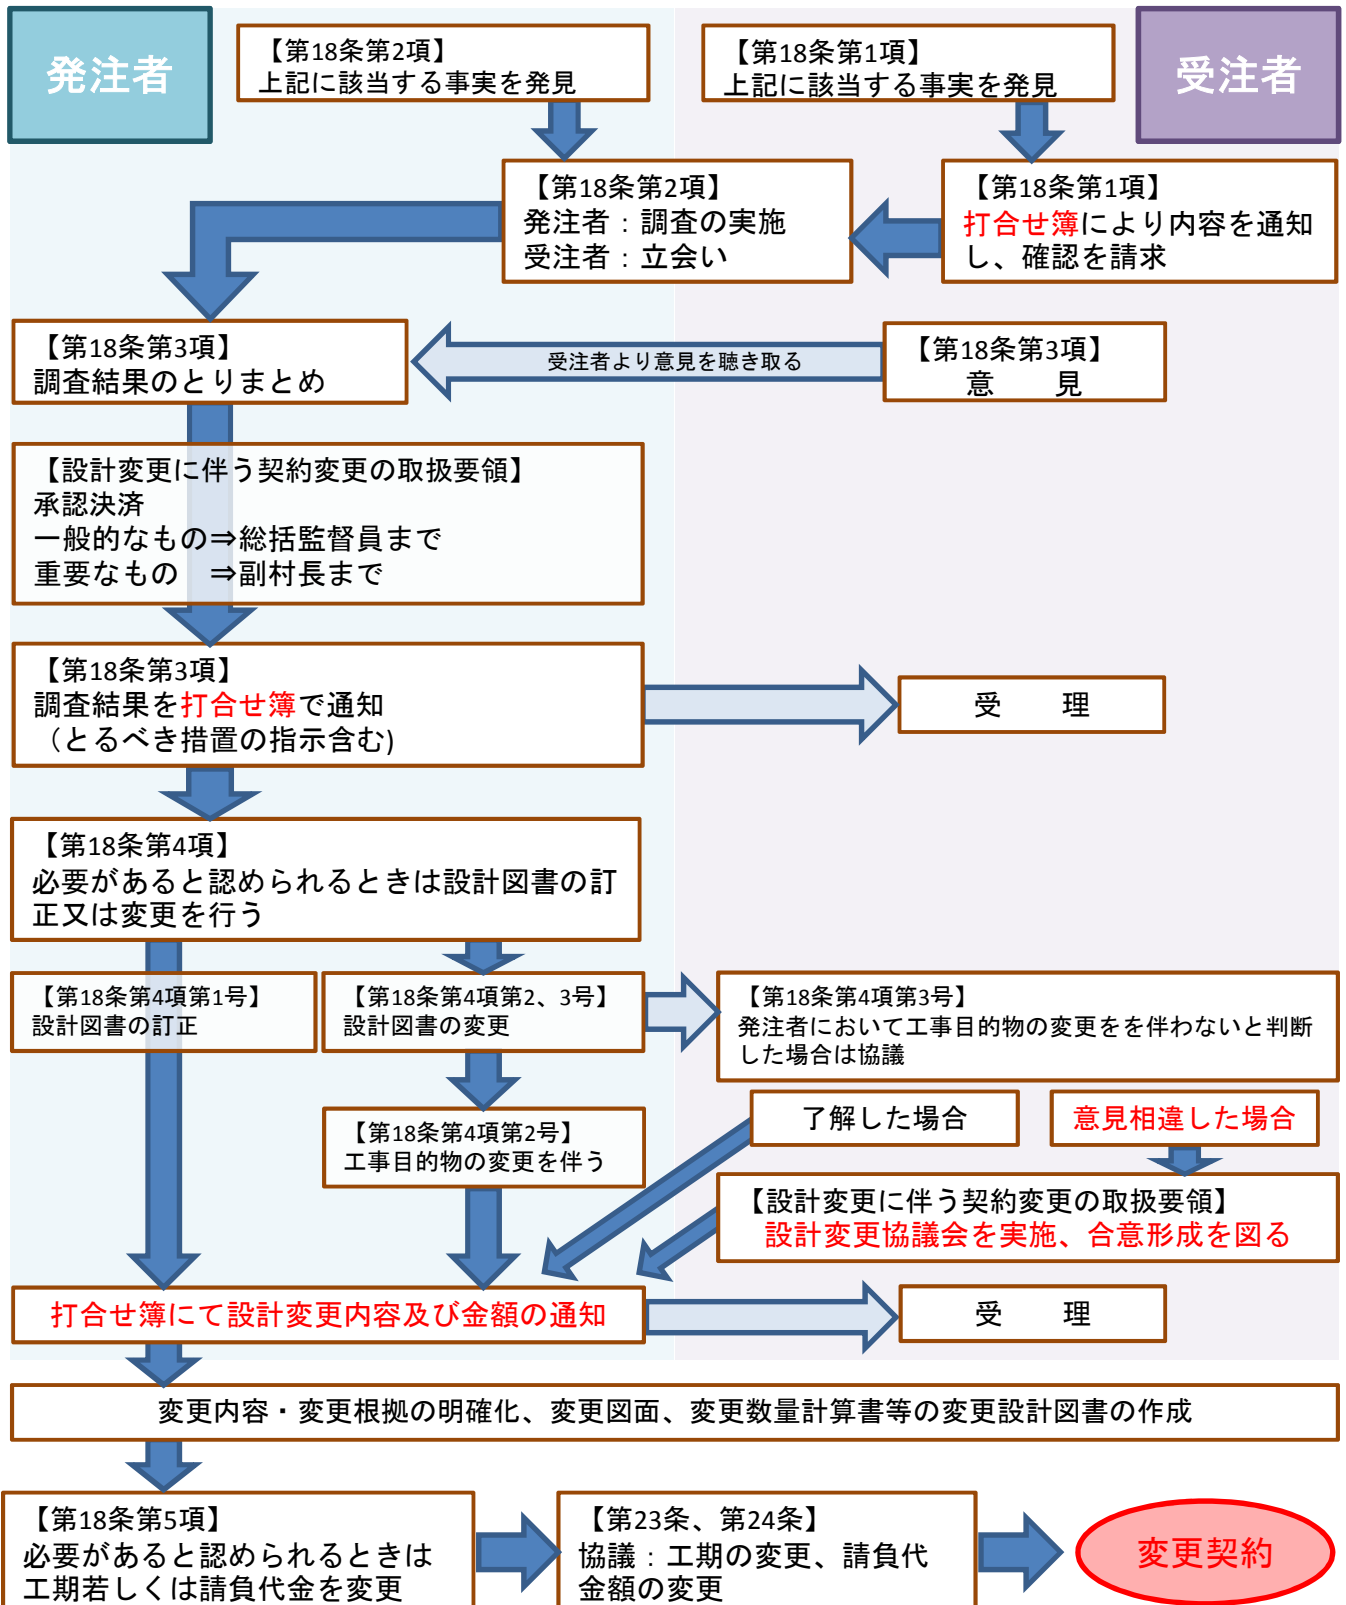 発注者
【第18条第2項】
上記に該当する事実を発見
【第18条第1項】
上記に該当する事実を発見
受注者
【第18条第2項】
発注者：調査の実施
受注者：立会い
【第18条第1項】
打合せ簿により内容を通知
し、確認を請求
【第18条第3項】
調査結果のとりまとめ
受注者より意見を聴き取る
【第18条第3項】
意　見
【設計変更に伴う契約変更の取扱要領】
承認決済
一般的なもの⇒総括監督員まで
重要なもの　⇒副村長まで
【第18条第3項】
調査結果を打合せ簿で通知
（とるべき措置の指示含む)
受　理
【第18条第4項】
必要があると認められるときは設計図書の訂
正又は変更を行う
【第18条第4項第1号】
設計図書の訂正
【第18条第4項第2、3号】
設計図書の変更
【第18条第4項第3号】
発注者において工事目的物の変更をを伴わないと判断
した場合は協議
【第18条第4項第2号】
工事目的物の変更を伴う
了解した場合
意見相違した場合
【設計変更に伴う契約変更の取扱要領】
設計変更協議会を実施、合意形成を図る
打合せ簿にて設計変更内容及び金額の通知
受　理
変更内容・変更根拠の明確化、変更図面、変更数量計算書等の変更設計図書の作成
【第18条第5項】
必要があると認められるときは
工期若しくは請負代金を変更
【第23条、第24条】
協議：工期の変更、請負代
金額の変更
変更契約